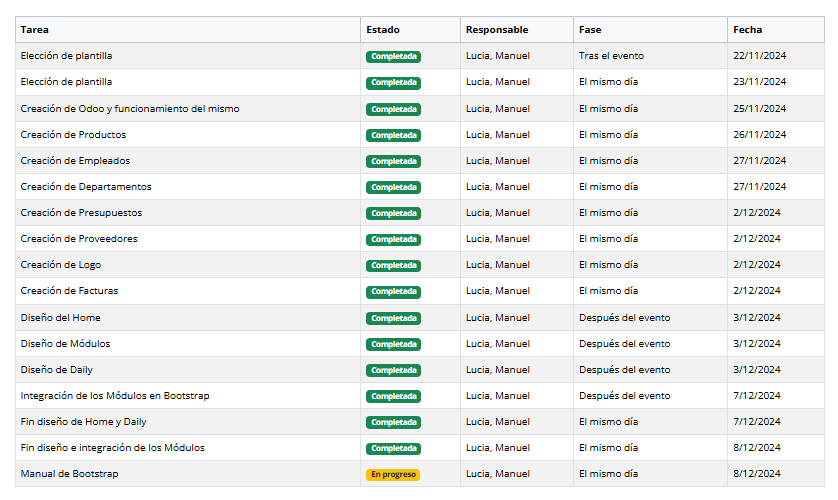 Tarea Estado Responsable Fase Fecha
Elección de plantilla Completada Lucia, Manuel Tras el evento 22/11/2024
Elección de plantilla Completada Lucia, Manuel El mismo día 23/11/2024
Creación de Odoo y funcionamiento del mismo Completada Lucia, Manuel El mismo día 25/11/2024
Creación de Productos Completada Lucia, Manuel El mismo día 26/11/2024
Creación de Empleados Completada Lucia, Manuel El mismo día 27/11/2024
Creación de Departamentos Completada Lucia, Manuel El mismo día 27/11/2024
Creación de Presupuestos Completada Lucia, Manuel El mismo día 2/12/2024
Creación de Proveedores Completada Lucia, Manuel El mismo día 2/12/2024
Creación de Logo Completada Lucia, Manuel El mismo día 2/12/2024
Creación de Facturas Completada Lucia, Manuel El mismo día 2/12/2024
Diseño del Home Completada Lucia, Manuel Después del evento 3/12/2024
Diseño de Módulos Completada Lucia, Manuel Después del evento 3/12/2024
Diseño de Daily Completada Lucia, Manuel Después del evento 3/12/2024
Integración de los Módulos en Bootstrap Completada Lucia, Manuel Después del evento 7/12/2024
Fin diseño de Home y Daily Completada Lucia, Manuel El mismo día 7/12/2024
Fin diseño e integración de los Módulos Completada Lucia, Manuel El mismo día 8/12/2024
Manual de Bootstrap En progreso Lucia, Manuel El mismo día 8/12/2024